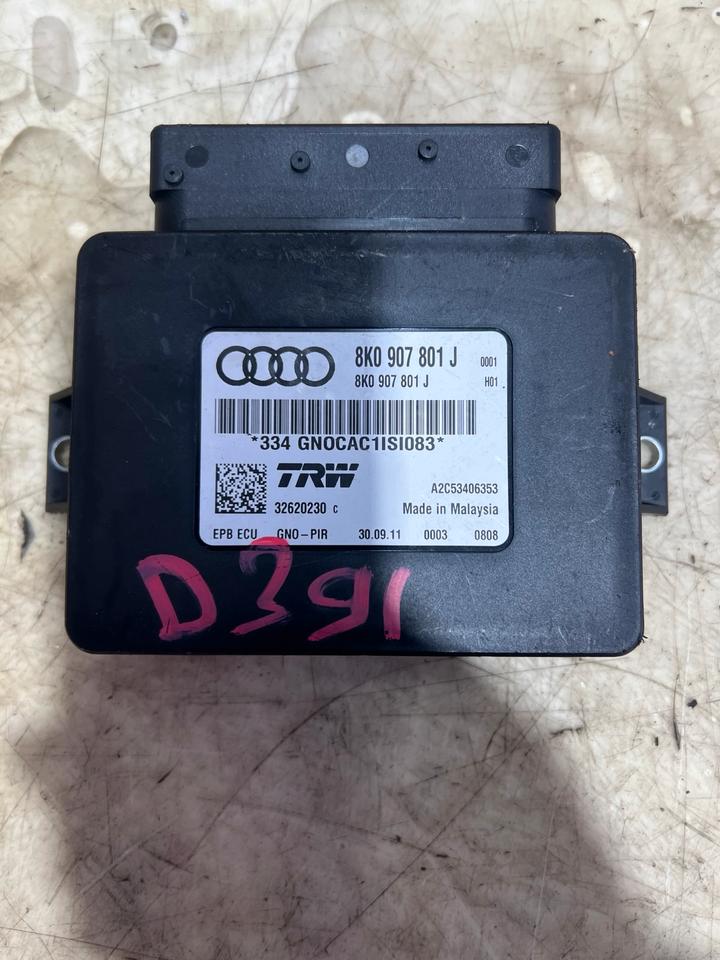 8K0 907 801 J 0001
8K0 907 801 J H01
*334 GNOCAC1ISI083*
TRW
A2C53406353
32620230 C Made in Malaysia
EPB ECU GNO-PIR 30.09.11 0003 0808
D391